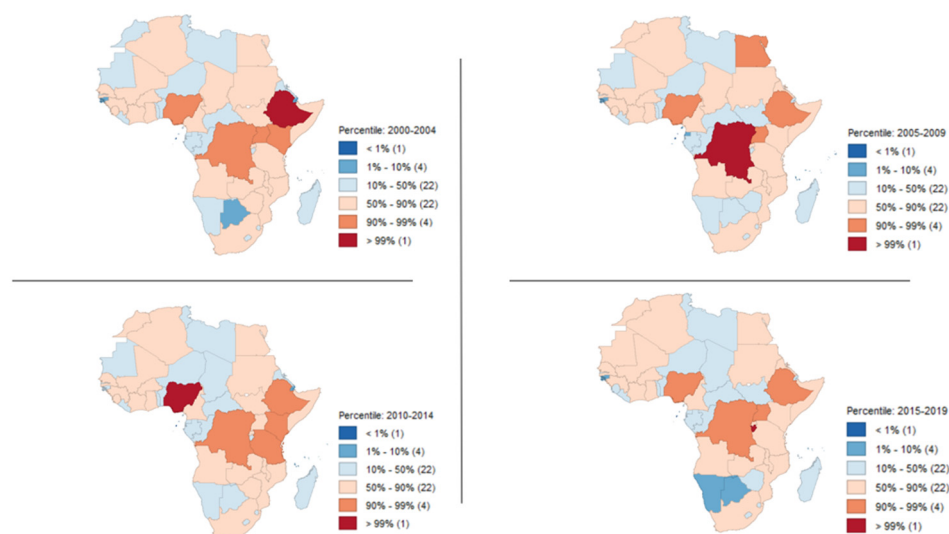 Percentile: 2000-2004
< 1% (1)
1% - 10% (4)
10% - 50% (22)
50% - 90% (22)
90% - 99% (4)
> 99% (1)
Percentile: 2005-2009
< 1% (1)
1% - 10% (4)
10% - 50% (22)
50% - 90% (22)
90% - 99% (4)
> 99% (1)
Percentile: 2010-2014
< 1% (1)
1% - 10% (4)
10% - 50% (22)
50% - 90% (22)
90% - 99% (4)
> 99% (1)
Percentile: 2015-2019
< 1% (1)
1% - 10% (4)
10% - 50% (22)
50% - 90% (22)
90% - 99% (4)
> 99% (1)